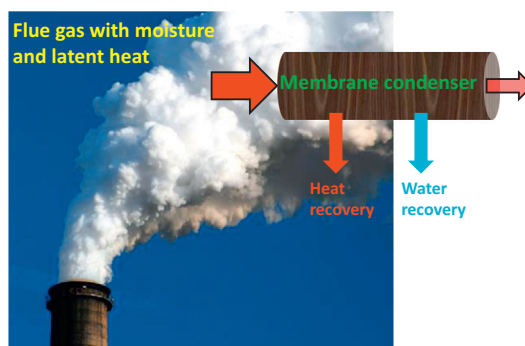 Flue gas with moisture
and latent heat
Membrane condenser
Heat
recovery
Water
recovery